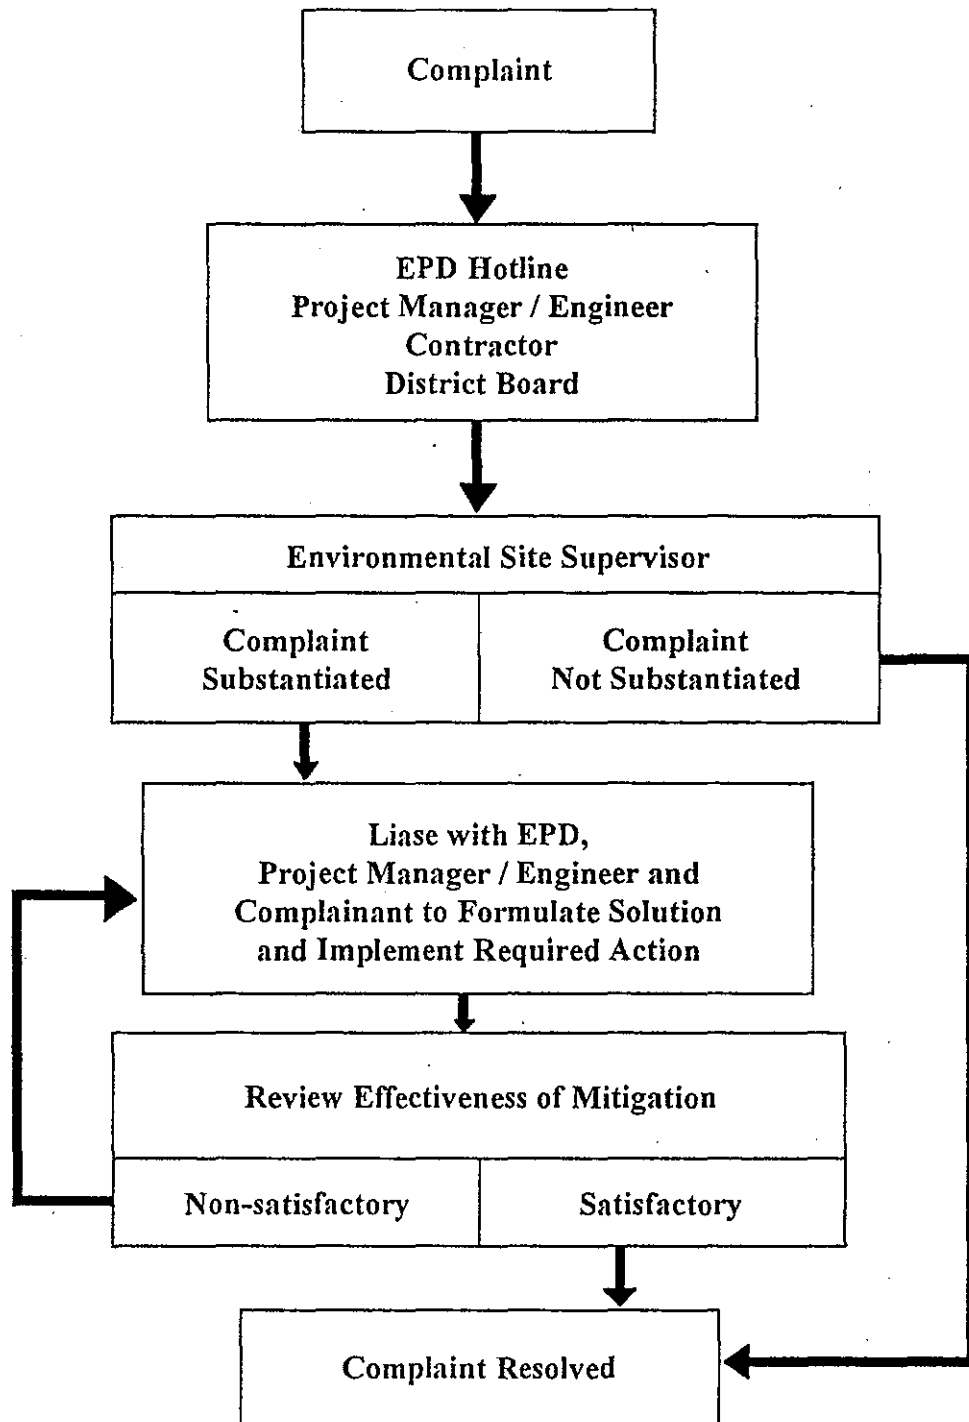 Complaint
EPD Hotline
Project Manager / Engineer
Contractor
District Board
Environmental Site Supervisor
Complaint
Substantiated
Complaint
Not Substantiated
Liase with EPD,
Project Manager / Engineer and
Complainant to Formulate Solution
and Implement Required Action
Review Effectiveness of Mitigation
Non-satisfactory
Satisfactory
Complaint Resolved